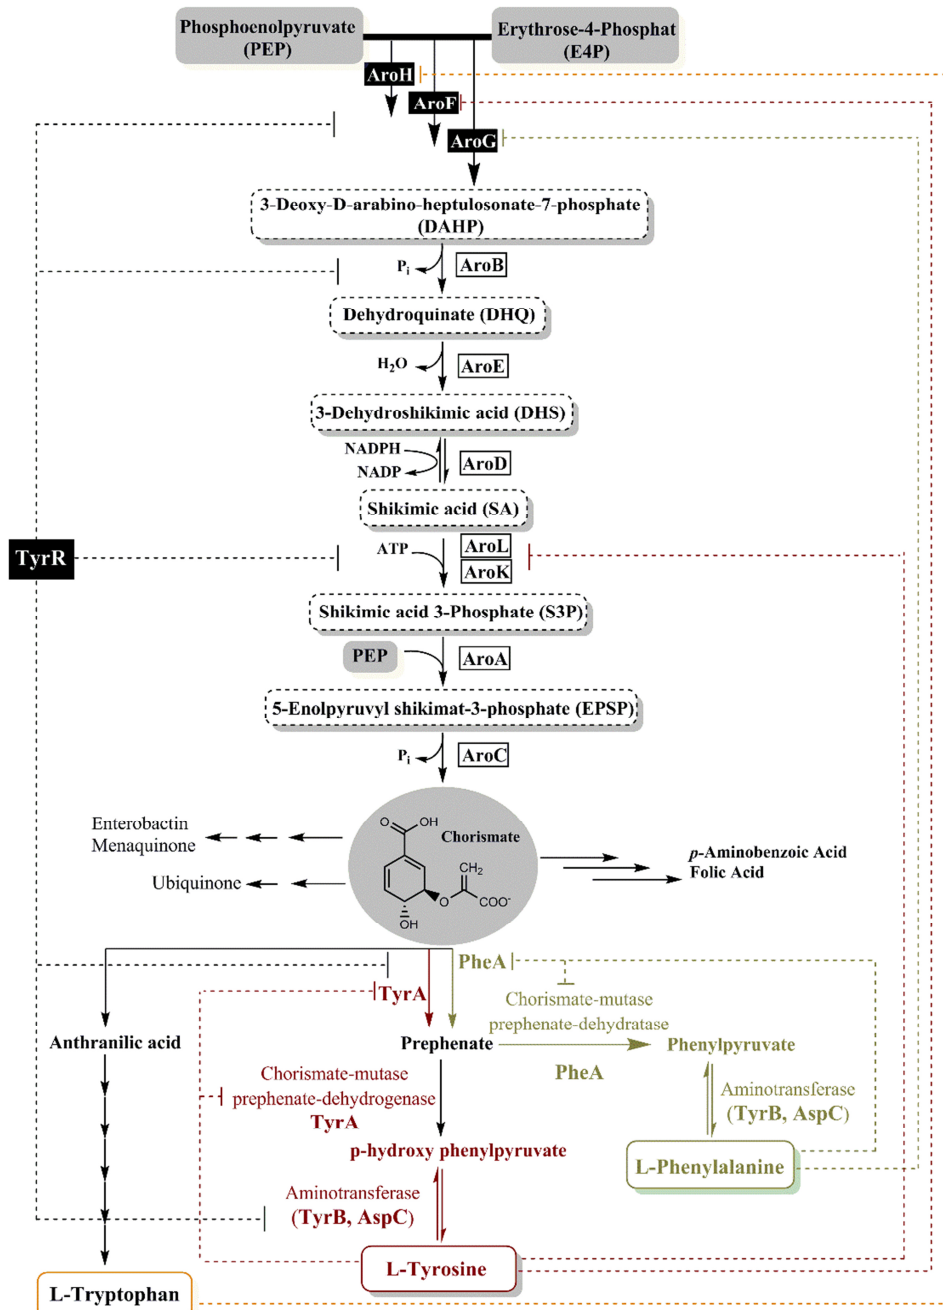 Phosphoenolpyruvate
(PEP)
Erythrose-4-Phosphat
(E4P)
AroH
AroF
AroG
3-Deoxy-D-arabino-heptulosonate-7-phosphate
(DAHP)
Pi
AroB
Dehydroquinate (DHQ)
H2O
AroE
3-Dehydroshikimic acid (DHS)
NADPH
NADP
AroD
Shikimic acid (SA)
TyrR
ATP
AroL
AroK
Shikimic acid 3-Phosphate (S3P)
PEP
AroA
5-Enolpyruvyl shikimat-3-phosphate (EPSP)
Pi
AroC
Enterobactin
Menaquinone
Ubiquinone
O
OH
Chorismate
CH2
O
COO-
OH
p-Aminobenzoic Acid
Folic Acid
PheA
TyrA
Chorismate-mutase
prephenate-dehydratase
Anthranilic acid
Prephenate
Phenylpyruvate
PheA
Chorismate-mutase
prephenate-dehydrogenase
TyrA
Aminotransferase
(TyrB, AspC)
p-hydroxy phenylpyruvate
L-Phenylalanine
Aminotransferase
(TyrB, AspC)
L-Tyrosine
L-Tryptophan